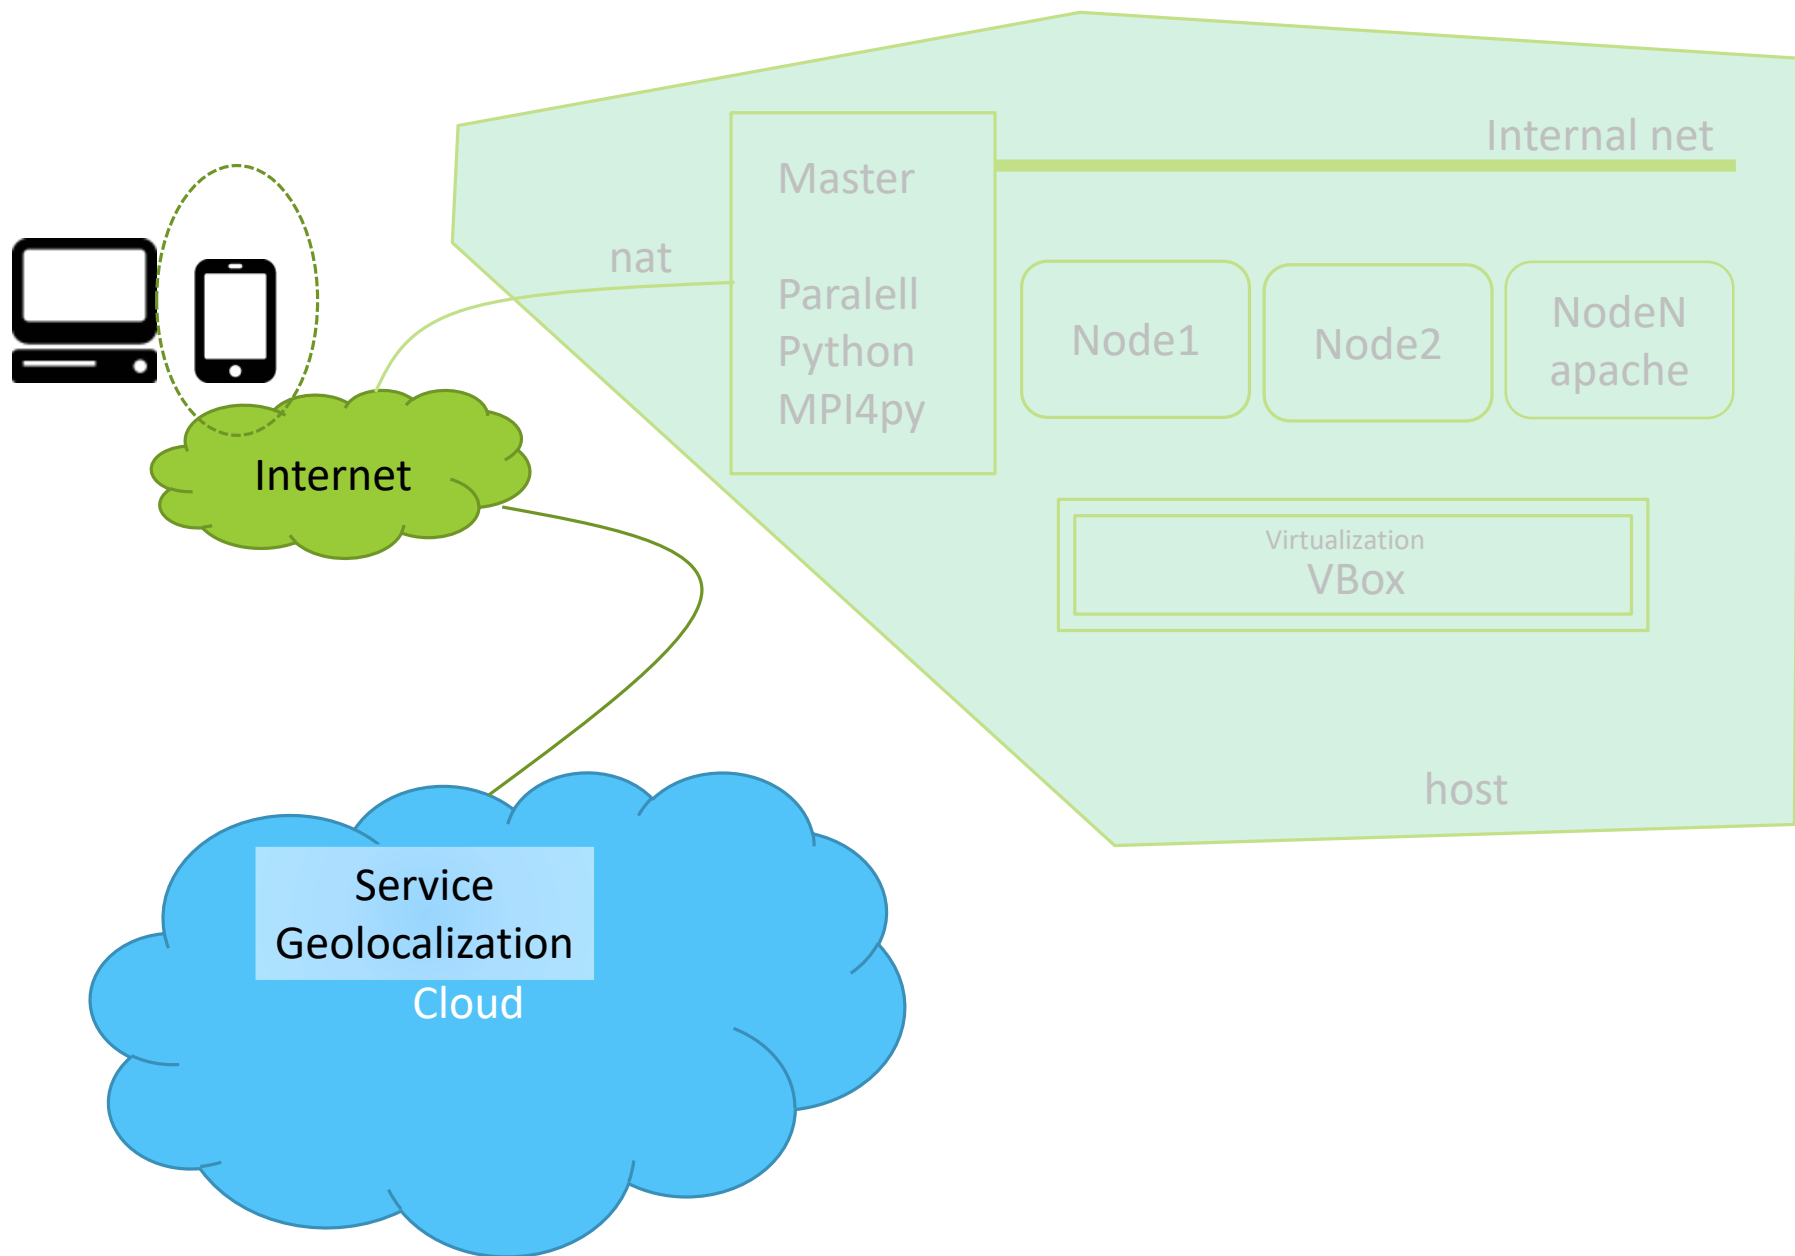 Internal net
Master
nat
Paralell
Python
MPI4py
Node1
Node2
NodeN
apache
Internet
Virtualization
VBox
host
Service
Geolocalization
Cloud